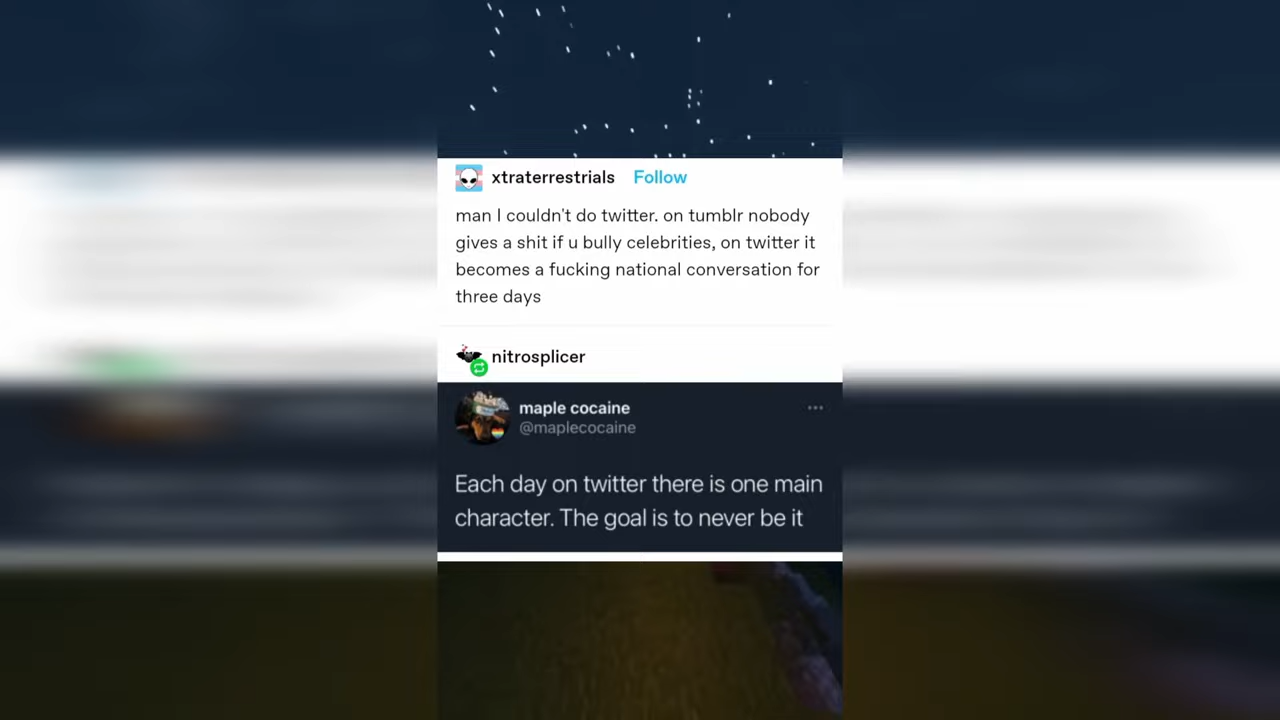 xtraterrestrials Follow
man I couldn't do twitter. on tumblr nobody
gives a shit if u bully celebrities, on twitter it
becomes a fucking national conversation for
three days
nitrosplicer
maple cocaine
@maplecocaine
Each day on twitter there is one main
character. The goal is to never be it